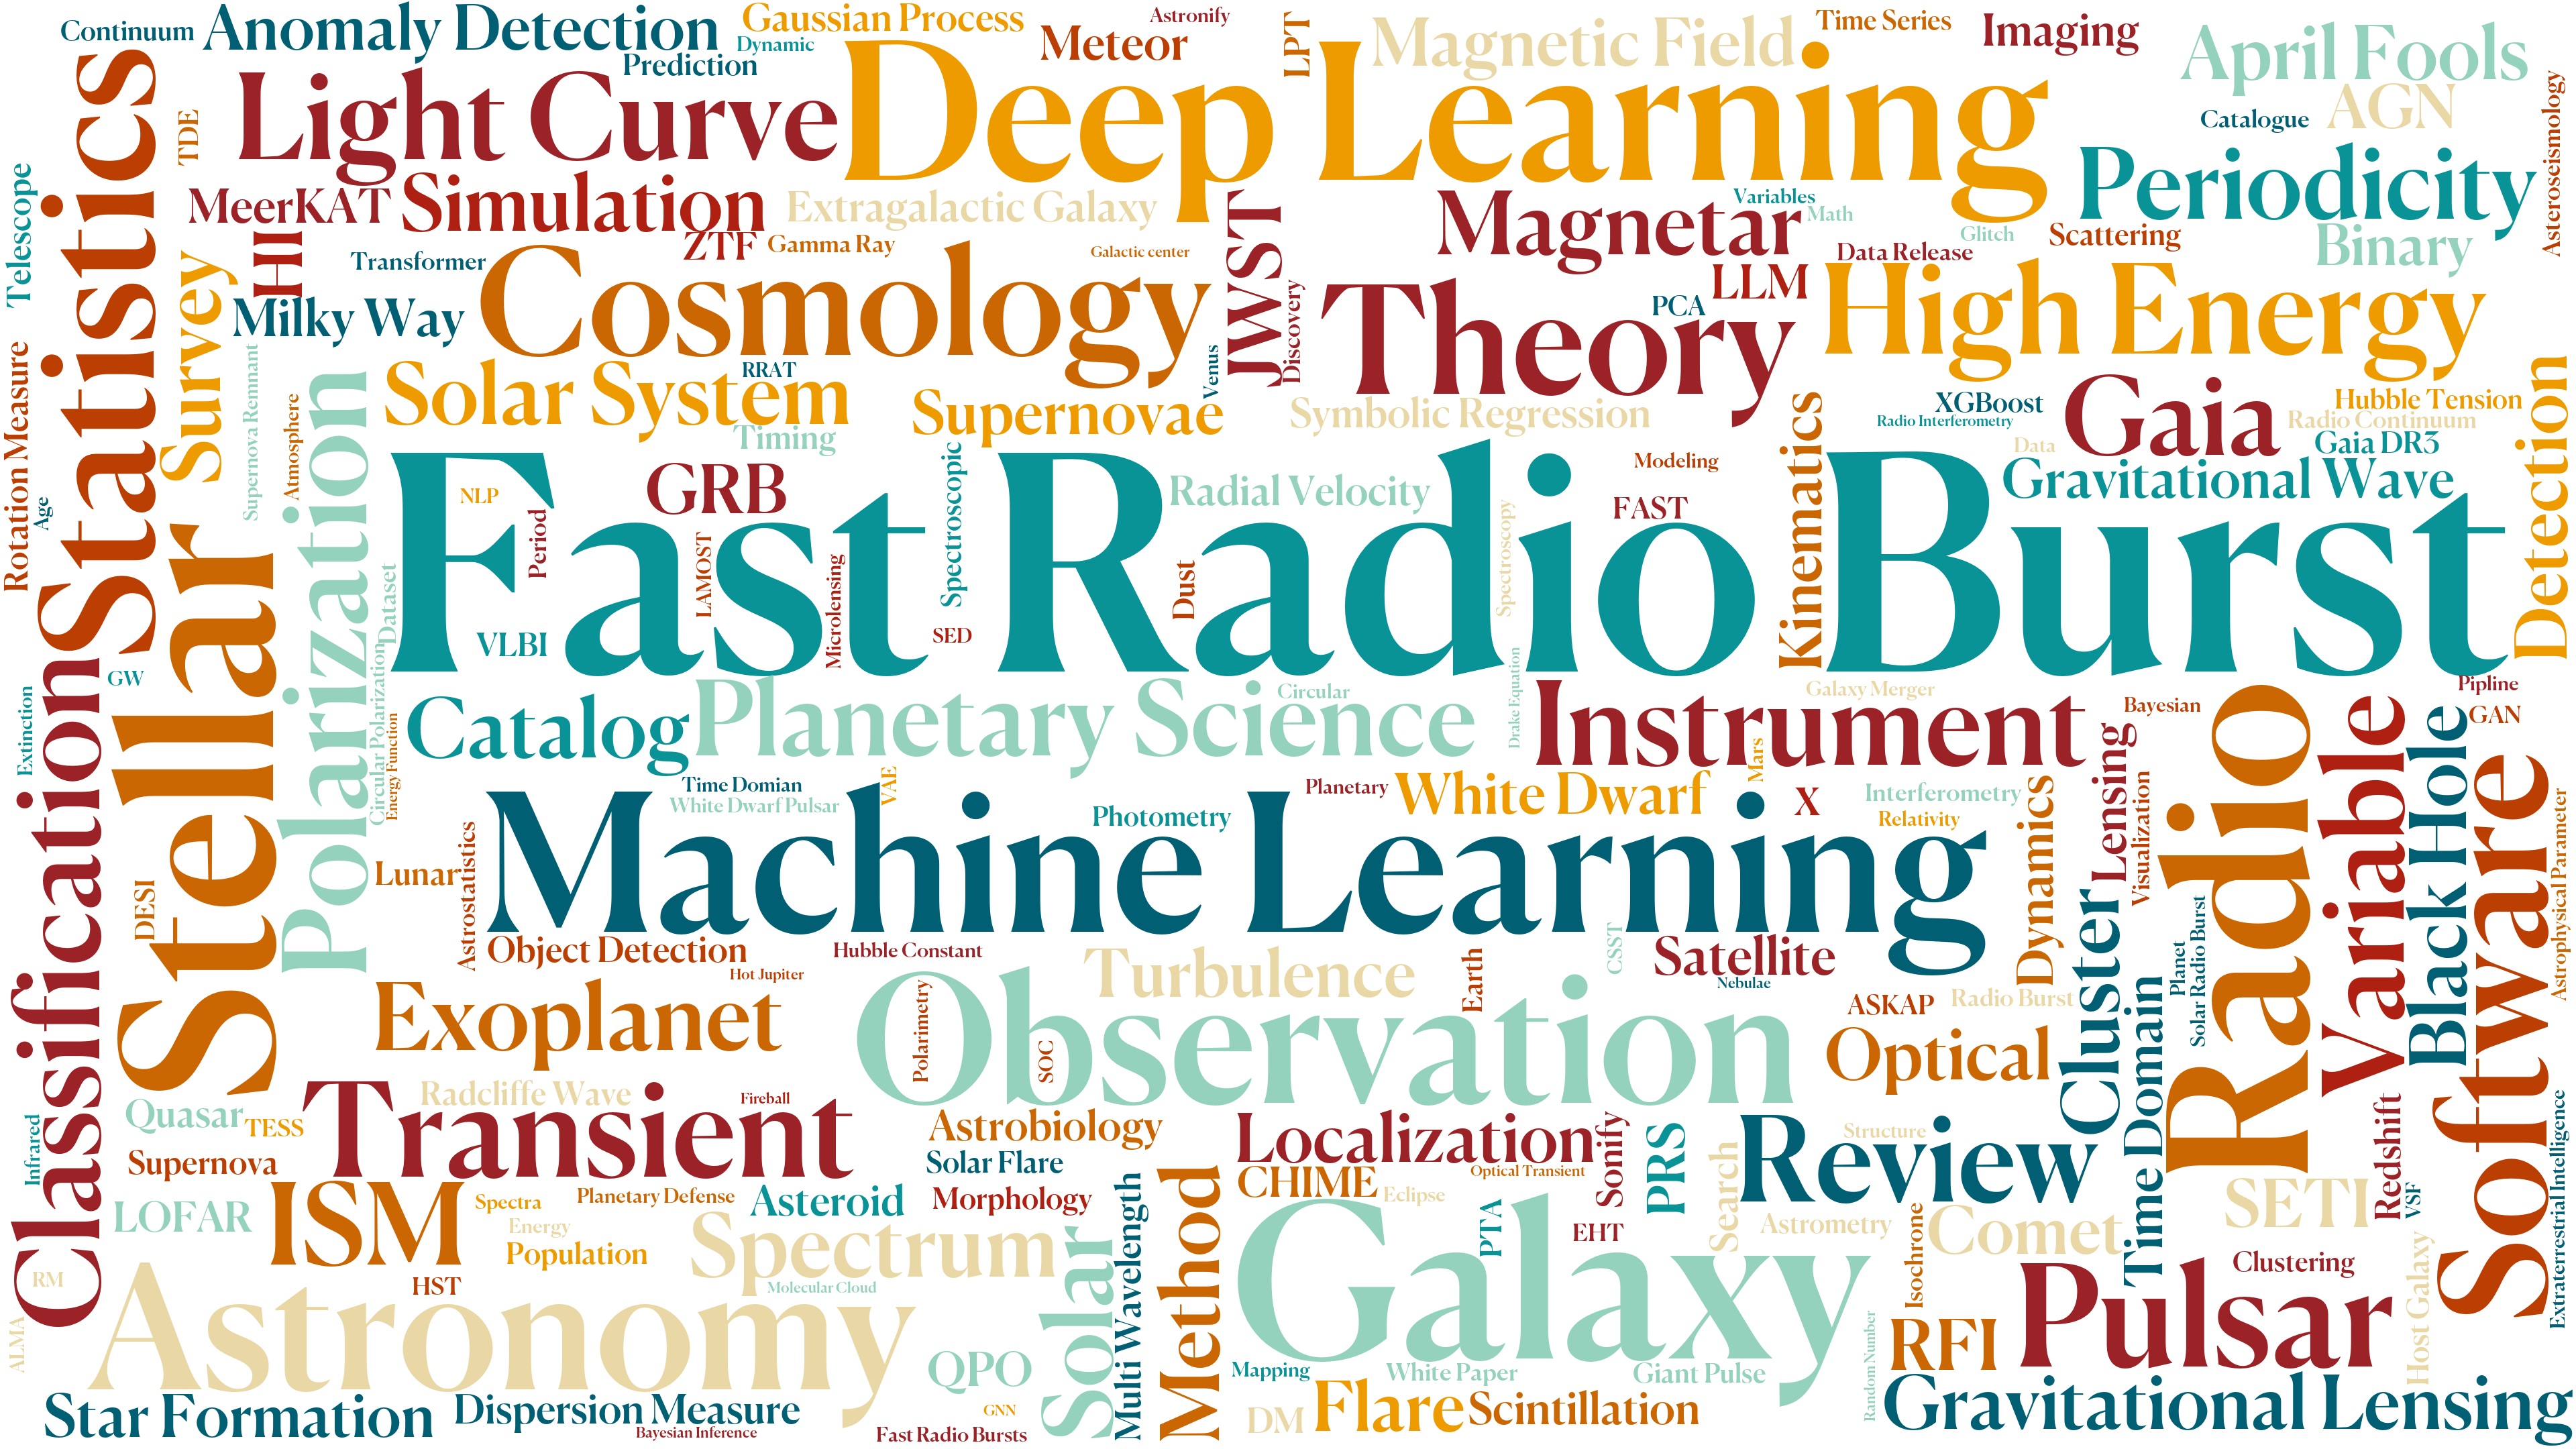 Continuum
Anomaly Detection
Gaussian Process
Dynamic
Prediction
Astronify
Meteor
LPT
Magnetic Field
Time Series
Imaging
April Fools
AGN
Catalogue
Asteroseismology
Telescope
TDE
Statistics
Light Curve
Deep Learning
Periodicity
MeerKAT
Simulation
Extragalactic Galaxy
JWST
Magnetar
Variables
Math
Glitch
Scattering
Binary
HII
ZTF
Gamma Ray
Galactic center
Data Release
Transformer
Survey
Milky Way
Cosmology
Discovery
Theory
PCA
LLM
High Energy
Rotation Measure
Age
Supernova Remnant
Atmosphere
Polarization
Solar System
RRAT
Timing
Supernovae
Venus
Symbolic Regression
Kinematics
XGBoost
Radio Interferometry
Data
Gaia
Hubble Tension
Radio Continuum
Gaia DR3
Gravitational Wave
Detection
Fast Radio Burst
NLP
Period
GRB
LAMOST
Microlensing
Spectroscopic
SED
VLBI
Dust
Radial Velocity
Spectroscopy
Modeling
FAST
Stellar
Dataset
Circular Polarization
Energy Function
GW
Extinction
Classification
DESI
Catalog
Planetary Science
Circular
Drake Equation
Instrument
Galaxy Merger
Mars
Bayesian
Pipline
GAN
Time Domian
White Dwarf Pulsar
VAE
Photometry
Planetary
White Dwarf
X
Interferometry
Relativity
Dynamics
Lensing
Visualization
Radio
Variable
Black Hole
Software
Astrophysical Parameter
Lunar
Astrostatistics
Machine Learning
Object Detection
Hot Jupiter
Hubble Constant
Turbulence
Earth
CSST
Satellite
Nebulae
ASKAP
Radio Burst
Cluster
Planet
Solar Radio Burst
Exoplanet
Polarimetry
SOC
Observation
Optical
Time Domain
Infrared
Quasar
TESS
Radcliffe Wave
Fireball
Transient
Supernova
Astrobiology
Solar Flare
Localization
Optical Transient
Sonify
PRS
Search
Structure
Review
Redshift
VSF
Extraterrestrial Intelligence
LOFAR
ISM
Spectra
Planetary Defense
Energy
Population
Asteroid
Morphology
Multi Wavelength
Method
CHIME
Eclipse
PTA
EHT
Astrometry
Isochrone
Comet
SETI
Clustering
Host Galaxy
RM
ALMA
HST
Spectrum
Molecular Cloud
Solar
Astronomy
Galaxy
Random Number
RFI
Pulsar
QPO
Mapping
White Paper
Giant Pulse
Star Formation
Dispersion Measure
Bayesian Inference
GNN
Fast Radio Bursts
DM
Flare
Scintillation
Gravitational Lensing